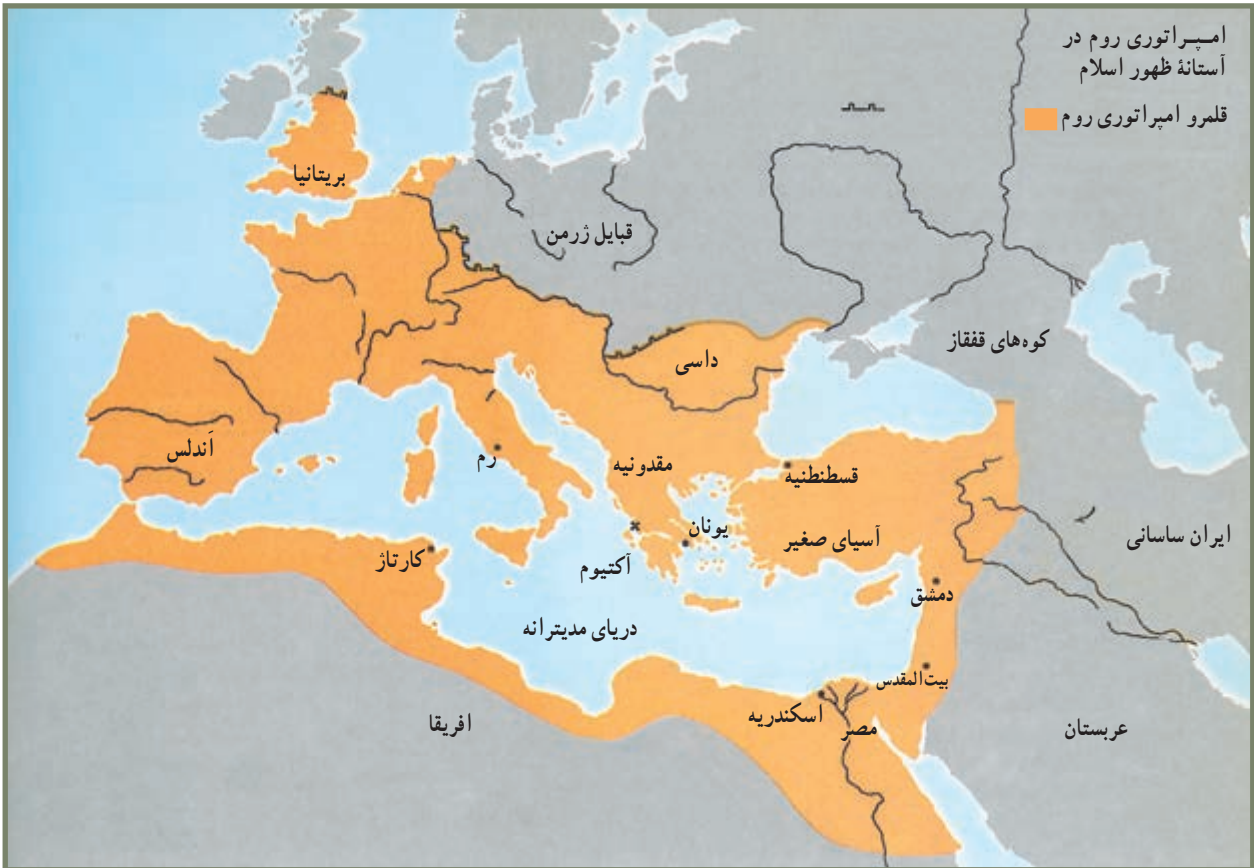 امپراتوری روم در
آستانهٔ ظهور اسلام
قلمرو امپراتوری روم
بریتانیا
قبایل ژرمن
کوه‌های قفقاز
داسی
آندلس
رم
مقدونیه
قسطنطنیه
یونان
آسیای صغیر
ایران ساسانی
کارتاژ
آکتیوم
دمشق
دریای مدیترانه
بیت‌المقدس
اسکندریه
مصر
افریقا
عربستان